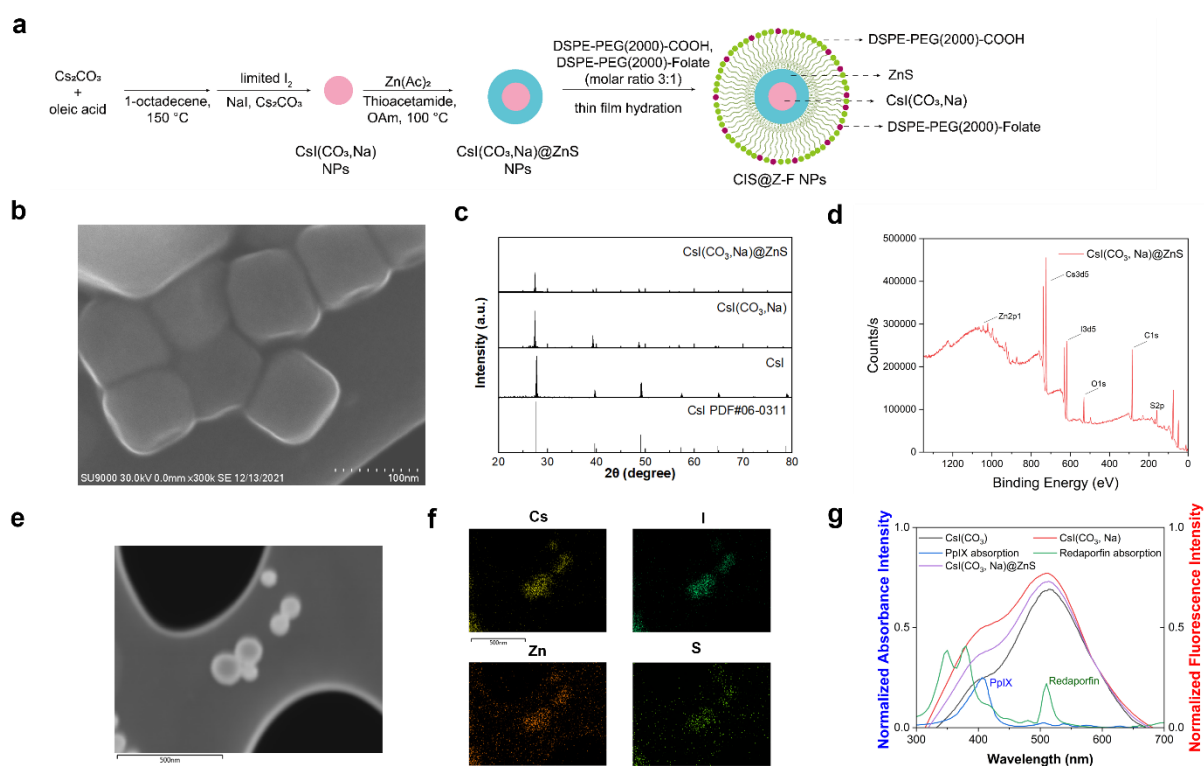 a
Cs₂CO₃
+
oleic acid
1-octadecene,
150 °C
limited I₂
NaI, Cs₂CO₃
CsI(CO₃,Na)
NPs
Zn(Ac)₂
Thioacetamide,
OAm, 100 °C
CsI(CO₃,Na)@ZnS
NPs
DSPE-PEG(2000)-COOH,
DSPE-PEG(2000)-Folate
(molar ratio 3:1)
thin film hydration
DSPE-PEG(2000)-COOH
ZnS
CsI(CO₃,Na)
DSPE-PEG(2000)-Folate
CIS@Z-F NPs
b
SU9000 30.0kV 0.0mm x300k SE 12/13/2021
100nm
c
CsI(CO₃,Na)@ZnS
CsI(CO₃,Na)
CsI
CsI PDF#06-0311
Intensity (a.u.)
20 30 40 50 60 70 80
2θ (degree)
d
500000
400000
300000
200000
100000
0
Counts/s
CsI(CO₃, Na)@ZnS
Cs3d5
Zn2p1
I3d5
C1s
O1s
S2p
1200 1000 800 600 400 200 0
Binding Energy (eV)
e
500nm
f
Cs
I
500nm
Zn
S
g
Normalized Absorbance Intensity
Normalized Fluorescence Intensity
1.0
0.5
0.0
1.0
0.5
0.0
CsI(CO₃)
CsI(CO₃, Na)
PpIX absorption
Redaporfin absorption
CsI(CO₃, Na)@ZnS
PpIX
Redaporfin
300 400 500 600 700
Wavelength (nm)